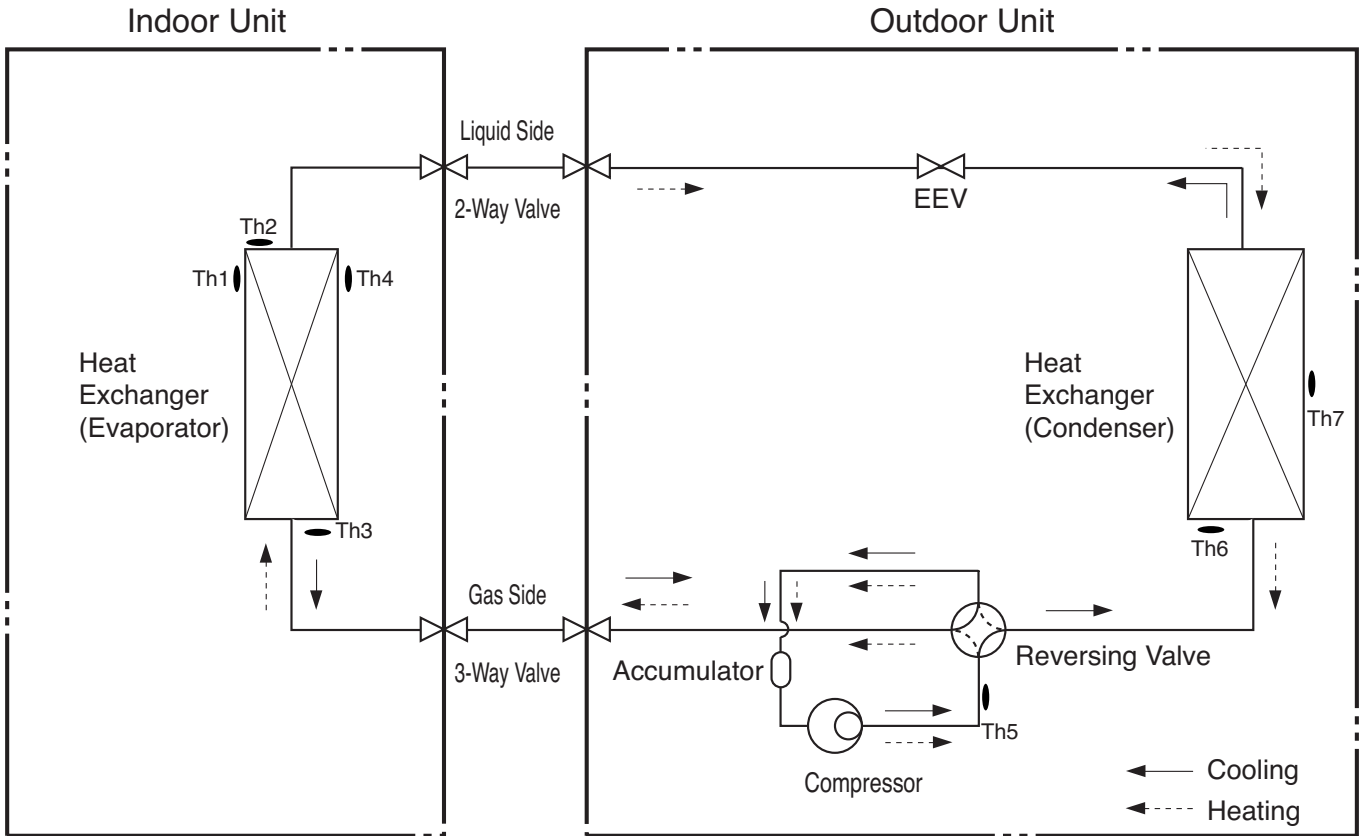 Indoor Unit
Outdoor Unit
Liquid Side
2-Way Valve
EEV
Th2
Th1
Th4
Heat
Exchanger
(Evaporator)
Heat
Exchanger
(Condenser)
Th7
Th3
Th6
Gas Side
3-Way Valve
Accumulator
Reversing Valve
Th5
Compressor
Cooling
Heating